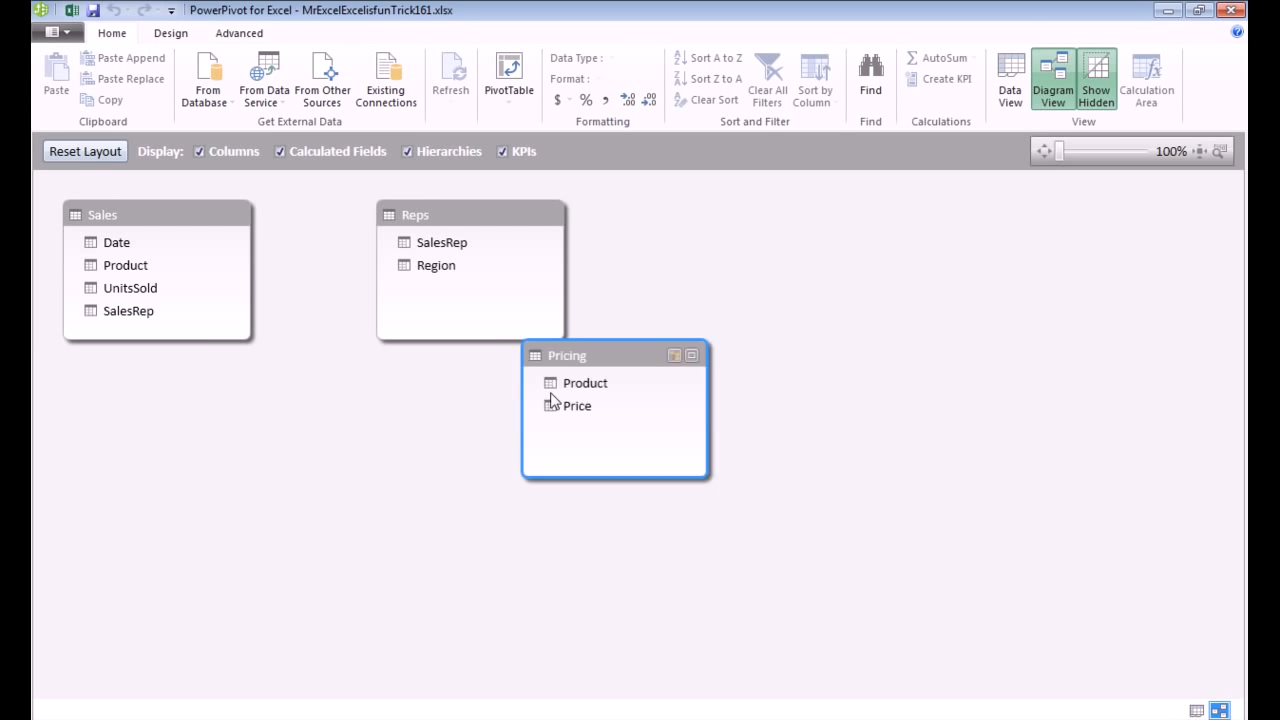 PowerPivot for Excel - MrExcelExcelisfunTrick161.xlsx
Home Design Advanced
Paste
Paste Append
Paste Replace
Copy
Clipboard
From Database
From Data Service
From Other Sources
Existing Connections
Get External Data
Refresh
PivotTable
Data Type :
Format :
$ % , .00 .00
Formatting
Sort A to Z
Sort Z to A
Clear Sort
Clear All Filters
Sort by Column
Sort and Filter
Find
Find
AutoSum
Create KPI
Calculations
Data View
Diagram View
Show Hidden
Calculation Area
View
Reset Layout Display: Columns Calculated Fields Hierarchies KPIs 100%
Sales
Date
Product
UnitsSold
SalesRep
Reps
SalesRep
Region
Pricing
Product
Price